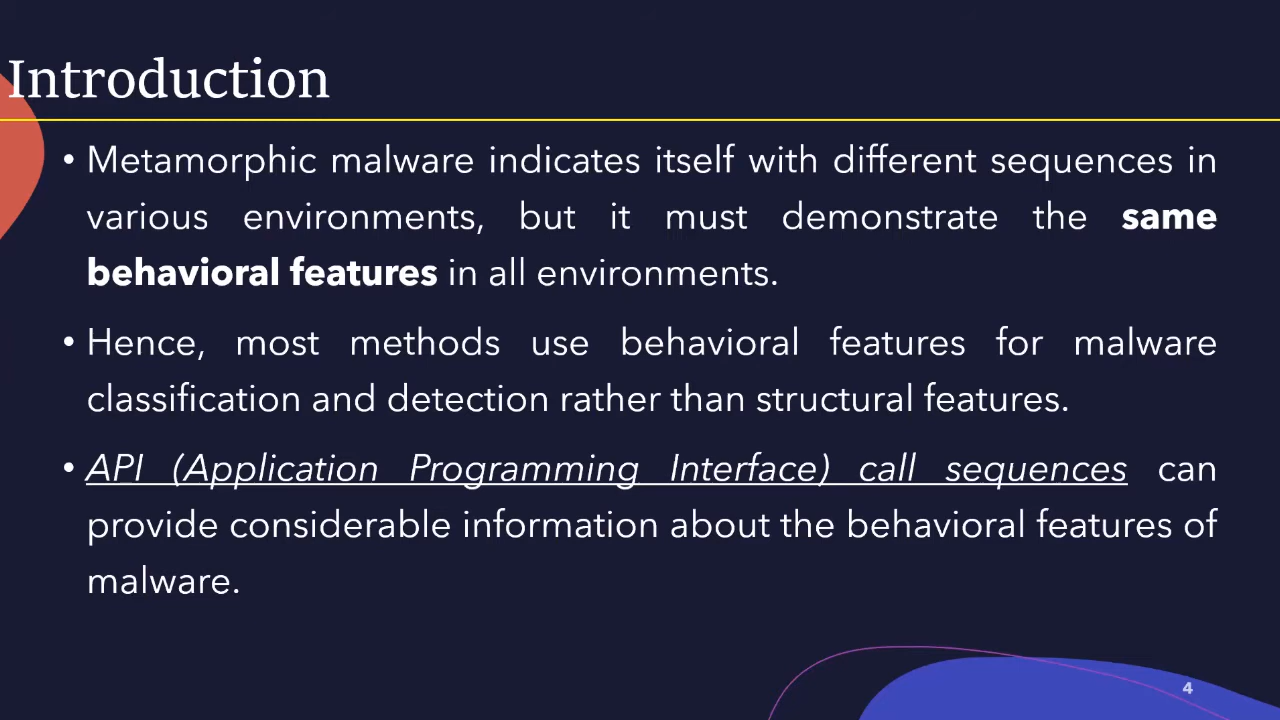 Introduction
• Metamorphic malware indicates itself with different sequences in
various environments, but it must demonstrate the same
behavioral features in all environments.
• Hence, most methods use behavioral features for malware
classification and detection rather than structural features.
• API (Application Programming Interface) call sequences can
provide considerable information about the behavioral features of
malware.
4